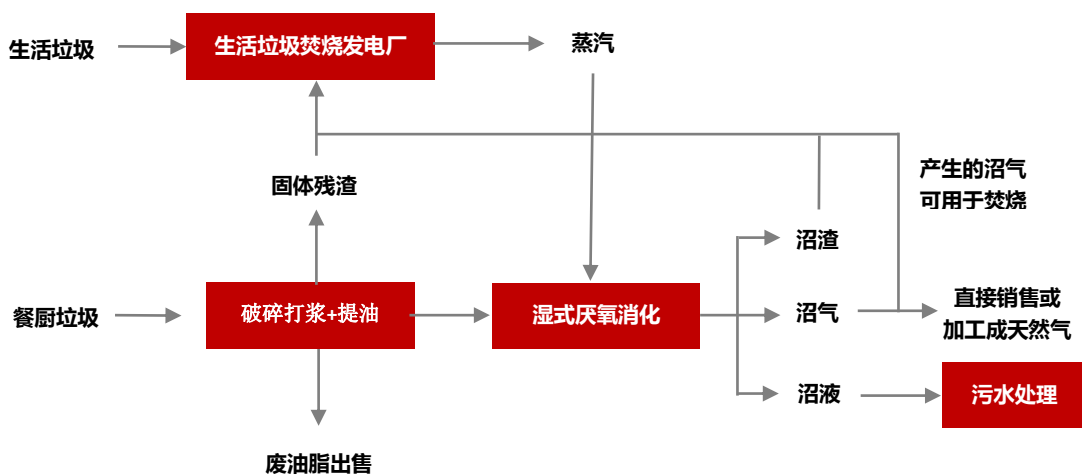 生活垃圾
生活垃圾焚烧发电厂
蒸汽
固体残渣
产生的沼气
可用于焚烧
沼渣
餐厨垃圾
破碎打浆+提油
湿式厌氧消化
沼气
直接销售或
加工成天然气
沼液
污水处理
废油脂出售